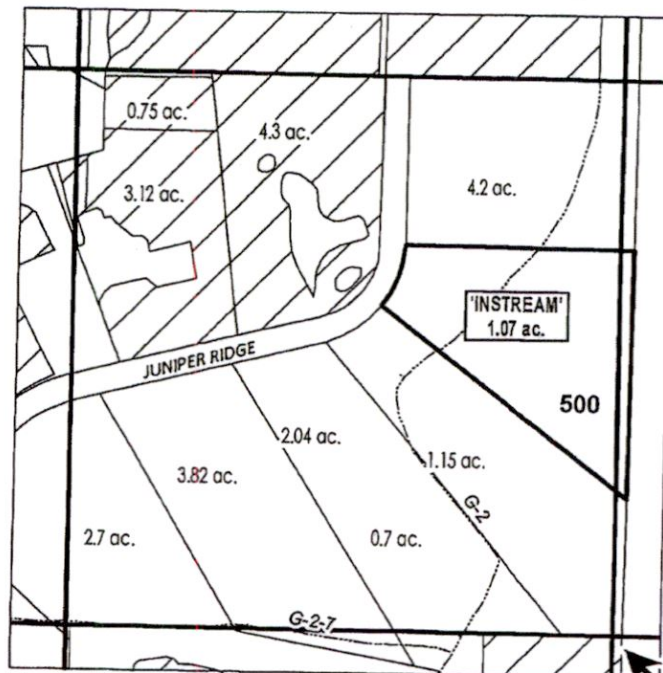 0.75 ac.
4.3 ac.
3.12 ac.
4.2 ac.
'INSTREAM'
1.07 ac.
JUNIPER RIDGE
500
2.04 ac.
1.15 ac.
3.82 ac.
G-2
2.7 ac.
0.7 ac.
G-2-7